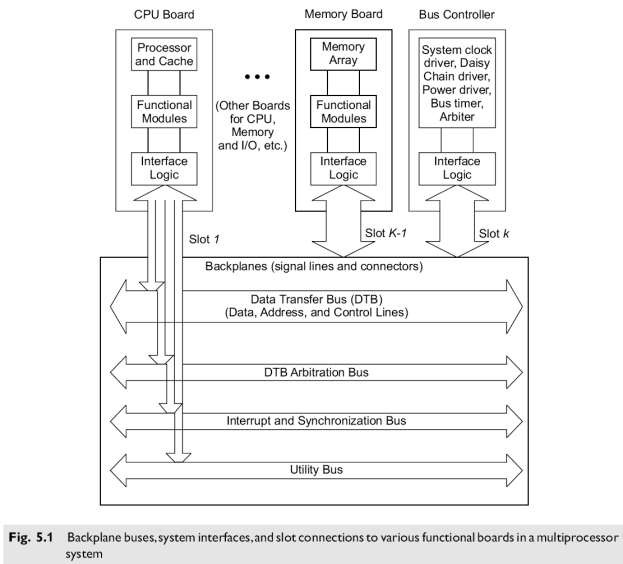 CPU Board
Memory Board
Bus Controller
Processor
and Cache
Functional
Modules
Interface
Logic
•••
(Other Boards
for CPU,
Memory
and I/O, etc.)
Memory
Array
Functional
Modules
Interface
Logic
System clock
driver, Daisy
Chain driver,
Power driver,
Bus timer,
Arbiter
Interface
Logic
Slot 1
Slot K-1
Slot k
Backplanes (signal lines and connectors)
Data Transfer Bus (DTB)
(Data, Address, and Control Lines)
DTB Arbitration Bus
Interrupt and Synchronization Bus
Utility Bus
Fig. 5.1 Backplane buses, system interfaces, and slot connections to various functional boards in a multiprocessor
system